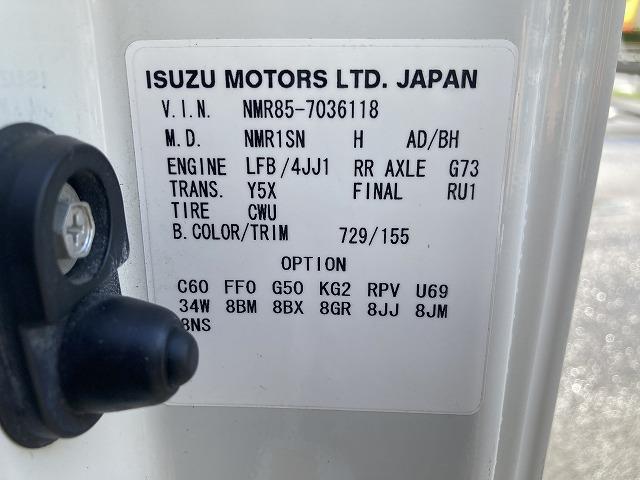 ISUZU MOTORS LTD. JAPAN
V.I.N. NMR85-7036118
M.D. NMR1SN H AD/BH
ENGINE LFB/4JJ1 RR AXLE G73
TRANS. Y5X FINAL RU1
TIRE CWU
B.COLOR/TRIM 729/155
OPTION
C60 FF0 G50 KG2 RPV U69
34W 8BM 8BX 8GR 8JJ 8JM
8NS